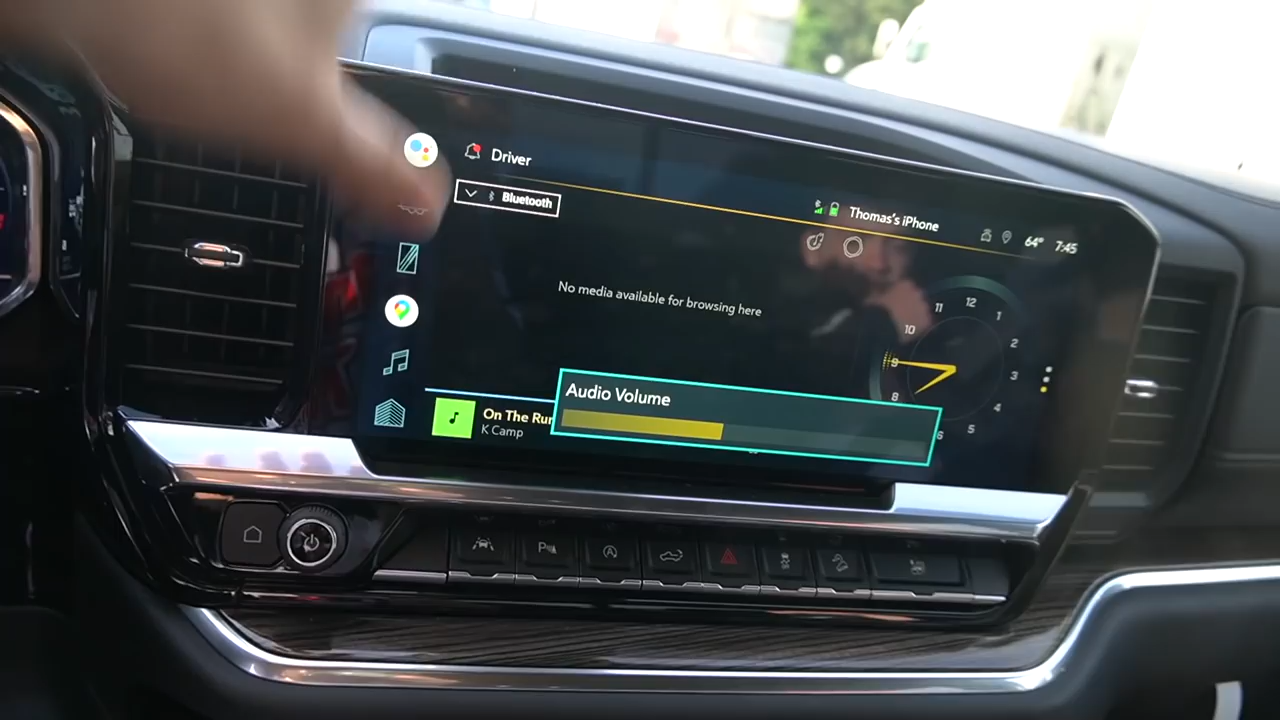 Driver
Bluetooth
Thomas's iPhone
64° 7:45
No media available for browsing here
12
11
1
10
2
9
3
8
4
6
5
Audio Volume
On The Rur
K Camp
P
A